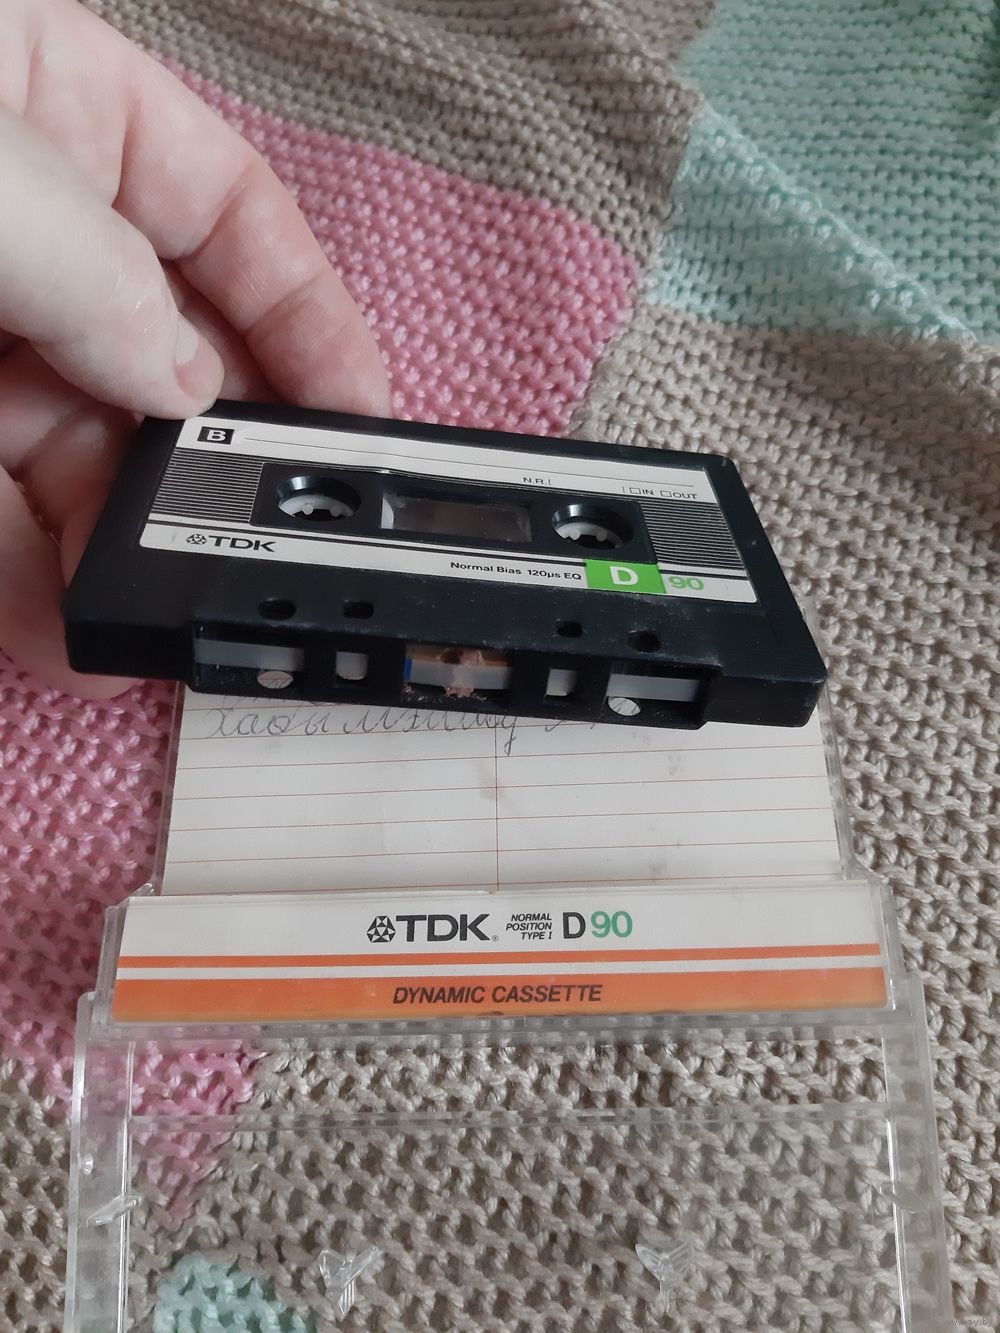 B
N.R. IN OUT
TDK
Normal Bias 120μs EQ D 90
TDK® NORMAL POSITION TYPE I D90
DYNAMIC CASSETTE